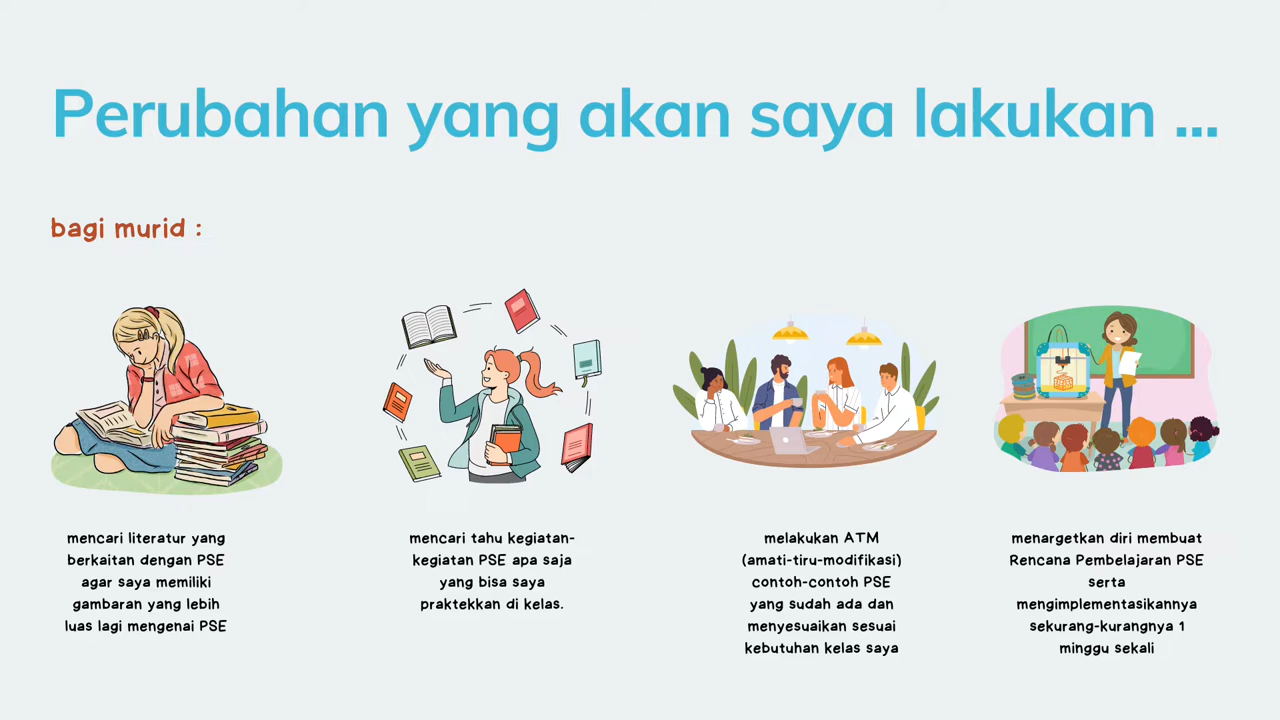 Perubahan yang akan saya lakukan ...
bagi murid :
mencari literatur yang
berkaitan dengan PSE
agar saya memiliki
gambaran yang lebih
luas lagi mengenai PSE
mencari tahu kegiatan-
kegiatan PSE apa saja
yang bisa saya
praktekkan di kelas.
melakukan ATM
(amati-tiru-modifikasi)
contoh-contoh PSE
yang sudah ada dan
menyesuaikan sesuai
kebutuhan kelas saya
menargetkan diri membuat
Rencana Pembelajaran PSE
serta
mengimplementasikannya
sekurang-kurangnya 1
minggu sekali